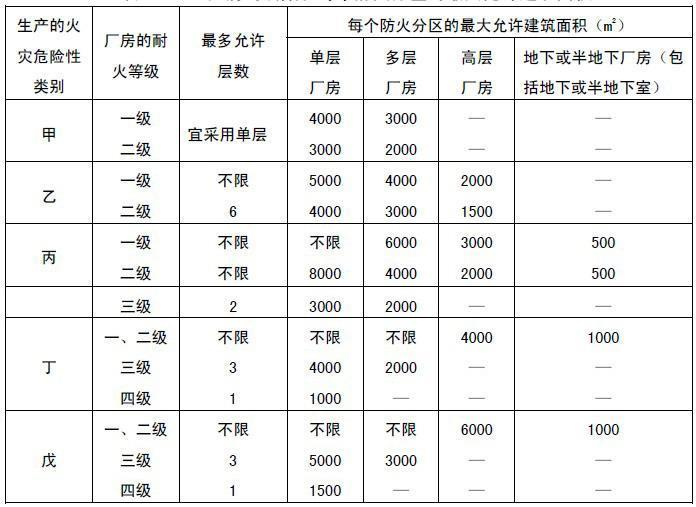 生产的火灾危险性类别 厂房的耐火等级 最多允许层数 每个防火分区的最大允许建筑面积（㎡）
单层厂房 多层厂房 高层厂房 地下或半地下厂房（包括地下或半地下室）
甲 一级 宜采用单层 4000 3000 — —
二级 3000 2000 — —
乙 一级 不限 5000 4000 2000 —
二级 6 4000 3000 1500 —
丙 一级 不限 不限 6000 3000 500
二级 不限 8000 4000 2000 500
三级 2 3000 2000 — —
丁 一、二级 不限 不限 不限 4000 1000
三级 3 4000 2000 — —
四级 1 1000 — — —
戊 一、二级 不限 不限 不限 6000 1000
三级 3 5000 3000 — —
四级 1 1500 — — —